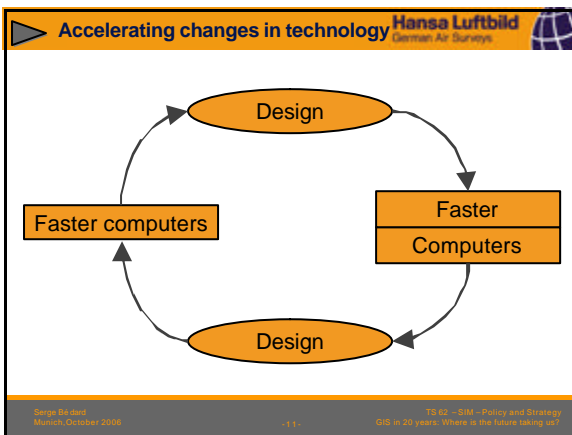 Accelerating changes in technology
Hansa Luftbild
German Air Surveys
Design
Faster computers
Faster
Computers
Design
Serge Bédard
Munich,October 2006
-11-
TS 62 – SIM – Policy and Strategy
GIS in 20 years: Where is the future taking us?